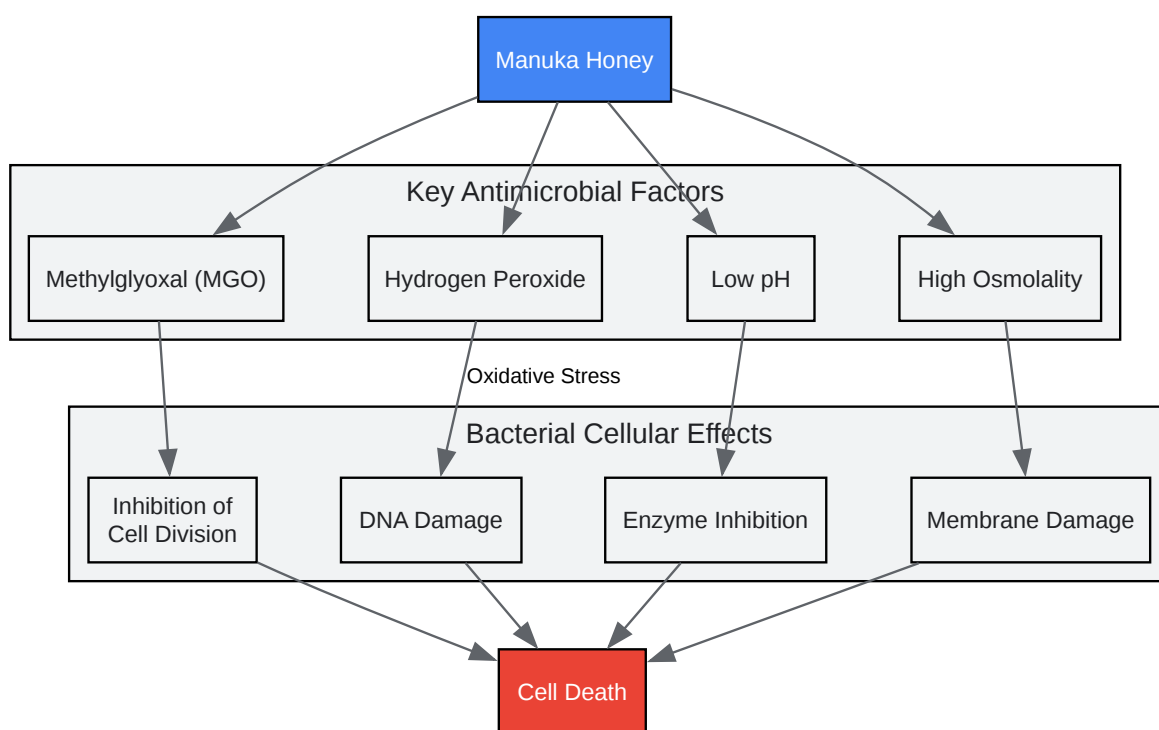 Manuka Honey
Key Antimicrobial Factors
Methylglyoxal (MGO)
Hydrogen Peroxide
Low pH
High Osmolality
Oxidative Stress
Bacterial Cellular Effects
Inhibition of
Cell Division
DNA Damage
Enzyme Inhibition
Membrane Damage
Cell Death